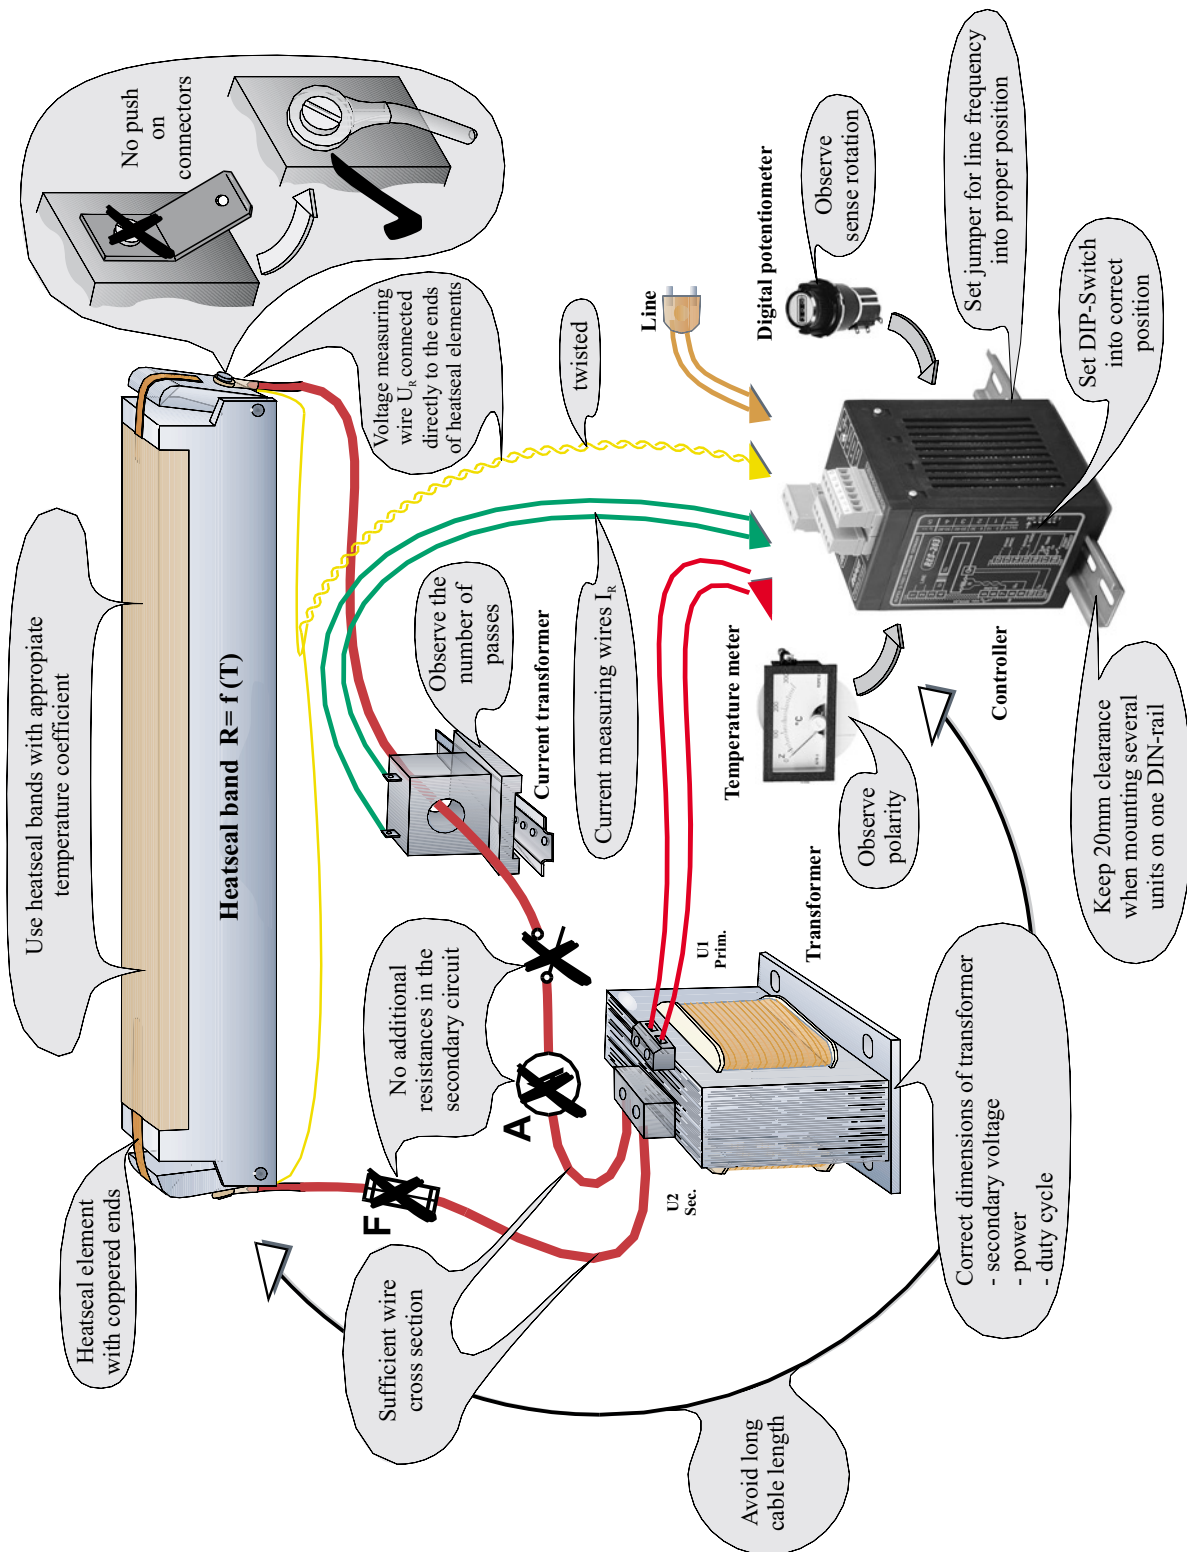 Use heatseal bands with appropiate
temperature coefficient
Heatseal element
with coppered ends
Heatseal band  R= f (T)
No push
on
connectors
Voltage measuring
wire U_R connected
directly to the ends
of heatseal elements
twisted
Sufficient wire
cross section
F
No additional
resistances in the
secondary circuit
A
Observe the
number of
passes
Current transformer
Current measuring wires I_R
Line
U2
Sec.
U1
Prim.
Transformer
Temperature meter
°C
Observe
polarity
Digital potentiometer
Observe
sense rotation
Avoid long
cable length
Correct dimensions of transformer
- secondary voltage
- power
- duty cycle
Controller
Keep 20mm clearance
when mounting several
units on one DIN-rail
Set DIP-Switch
into correct
position
Set jumper for line frequency
into proper position